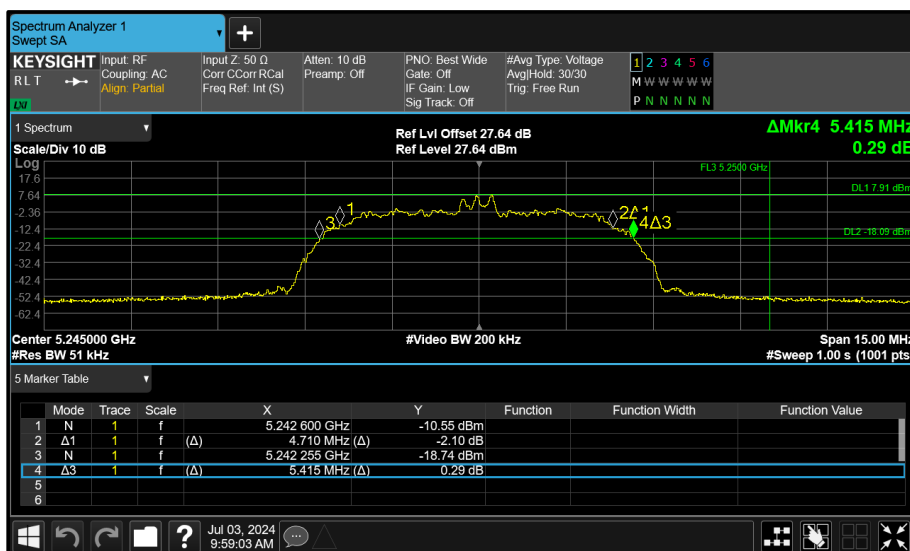 Spectrum Analyzer 1
Swept SA
+
KEYSIGHT
RLT
LXI
Input: RF
Coupling: AC
Align: Partial
Input Z: 50 Ω
Corr CCorr RCal
Freq Ref: Int (S)
Atten: 10 dB
Preamp: Off
PNO: Best Wide
Gate: Off
IF Gain: Low
Sig Track: Off
#Avg Type: Voltage
Avg|Hold: 30/30
Trig: Free Run
1 2 3 4 5 6
M W W W W W
P N N N N N
1 Spectrum
Scale/Div 10 dB
Ref Lvl Offset 27.64 dB
Ref Level 27.64 dBm
ΔMkr4 5.415 MHz
0.29 dB
Log
17.6
7.64
-2.36
-12.4
-22.4
-32.4
-42.4
-52.4
-62.4
FL3 5.2500 GHz
DL1 7.91 dBm
DL2 -18.09 dBm
1
3
2Δ1
4Δ3
Center 5.245000 GHz
#Video BW 200 kHz
Span 15.00 MHz
#Res BW 51 kHz
#Sweep 1.00 s (1001 pts
5 Marker Table
Mode Trace Scale X Y Function Function Width Function Value
1 N 1 f 5.242 600 GHz -10.55 dBm
2 Δ1 1 f (Δ) 4.710 MHz (Δ) -2.10 dB
3 N 1 f 5.242 255 GHz -18.74 dBm
4 Δ3 1 f (Δ) 5.415 MHz (Δ) 0.29 dB
5
6
?
Jul 03, 2024
9:59:03 AM